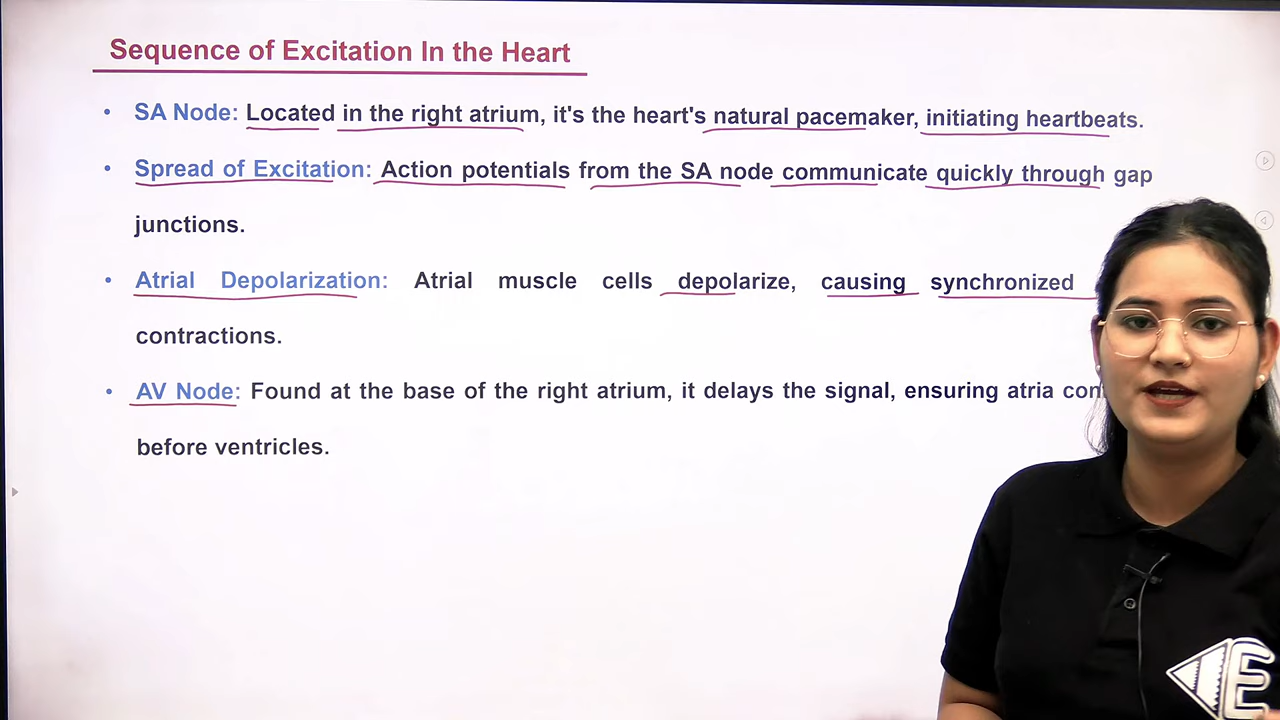 Sequence of Excitation In the Heart
• SA Node: Located in the right atrium, it's the heart's natural pacemaker, initiating heartbeats.
• Spread of Excitation: Action potentials from the SA node communicate quickly through gap
junctions.
• Atrial Depolarization: Atrial muscle cells depolarize, causing synchronized
contractions.
• AV Node: Found at the base of the right atrium, it delays the signal, ensuring atria
before ventricles.
E